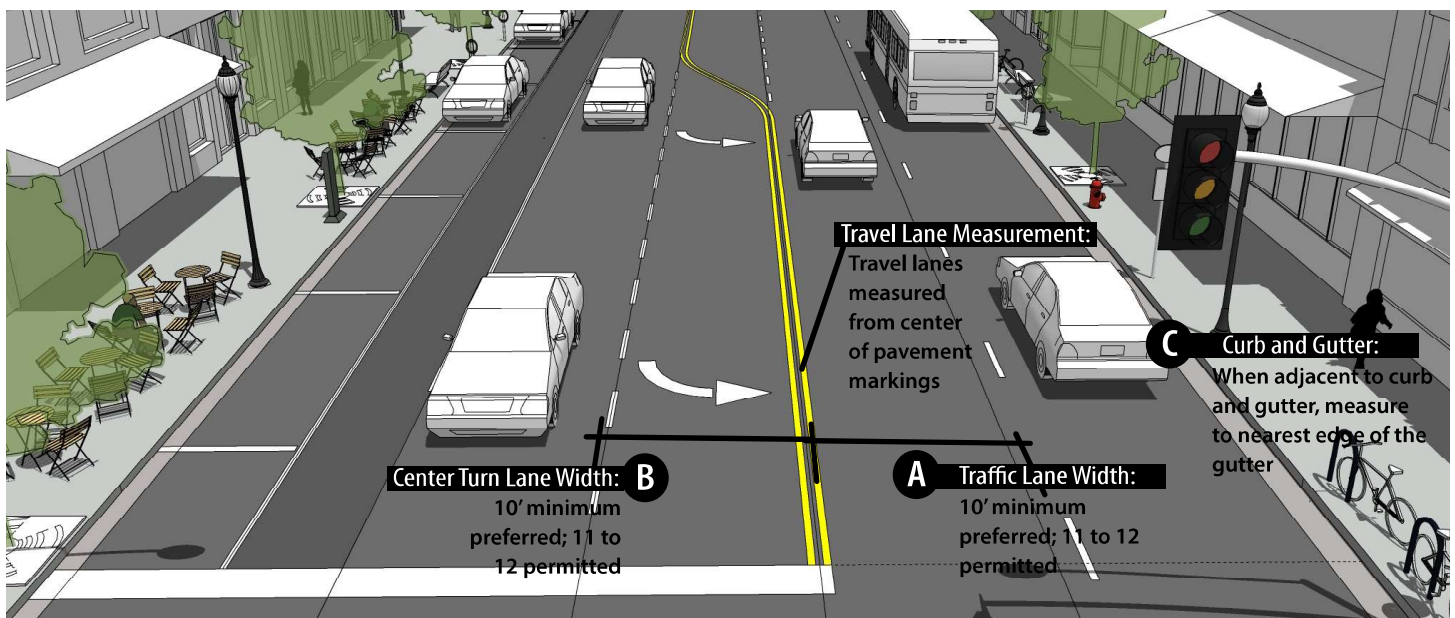 Travel Lane Measurement:
Travel lanes
measured
from center
of pavement
markings
C
Curb and Gutter:
When adjacent to curb
and gutter, measure
to nearest edge of the
gutter
Center Turn Lane Width:
B
10’ minimum
preferred; 11 to
12 permitted
A
Traffic Lane Width:
10’ minimum
preferred; 11 to 12
permitted